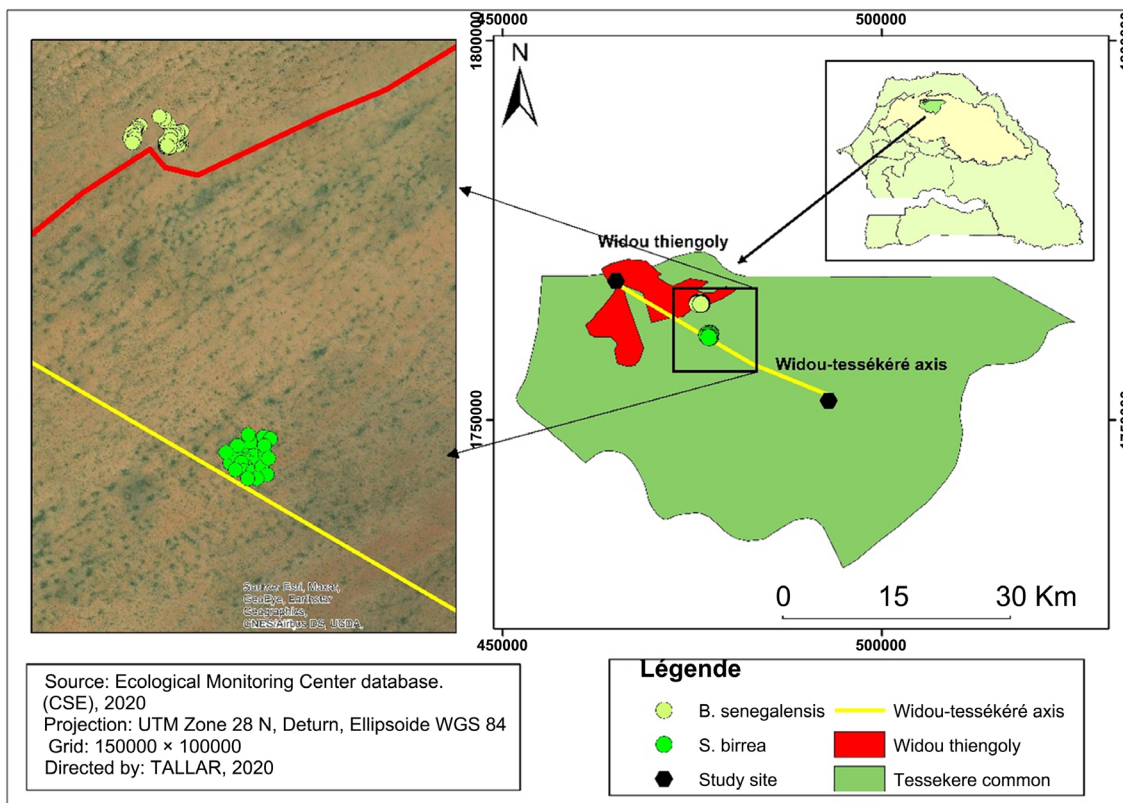 450000
500000
1800000
N
Widou thiengoly
Widou-tessékéré axis
1750000
0 15 30 Km
450000
500000
Source: Esri, Maxar,
GeoEye, Earthstar
Geographics,
CNES/Airbus DS, USDA,
Source: Ecological Monitoring Center database.
(CSE), 2020
Projection: UTM Zone 28 N, Deturn, Ellipsoide WGS 84
Grid: 150000 × 100000
Directed by: TALLAR, 2020
Légende
B. senegalensis
Widou-tessékéré axis
S. birrea
Widou thiengoly
Study site
Tessekere common